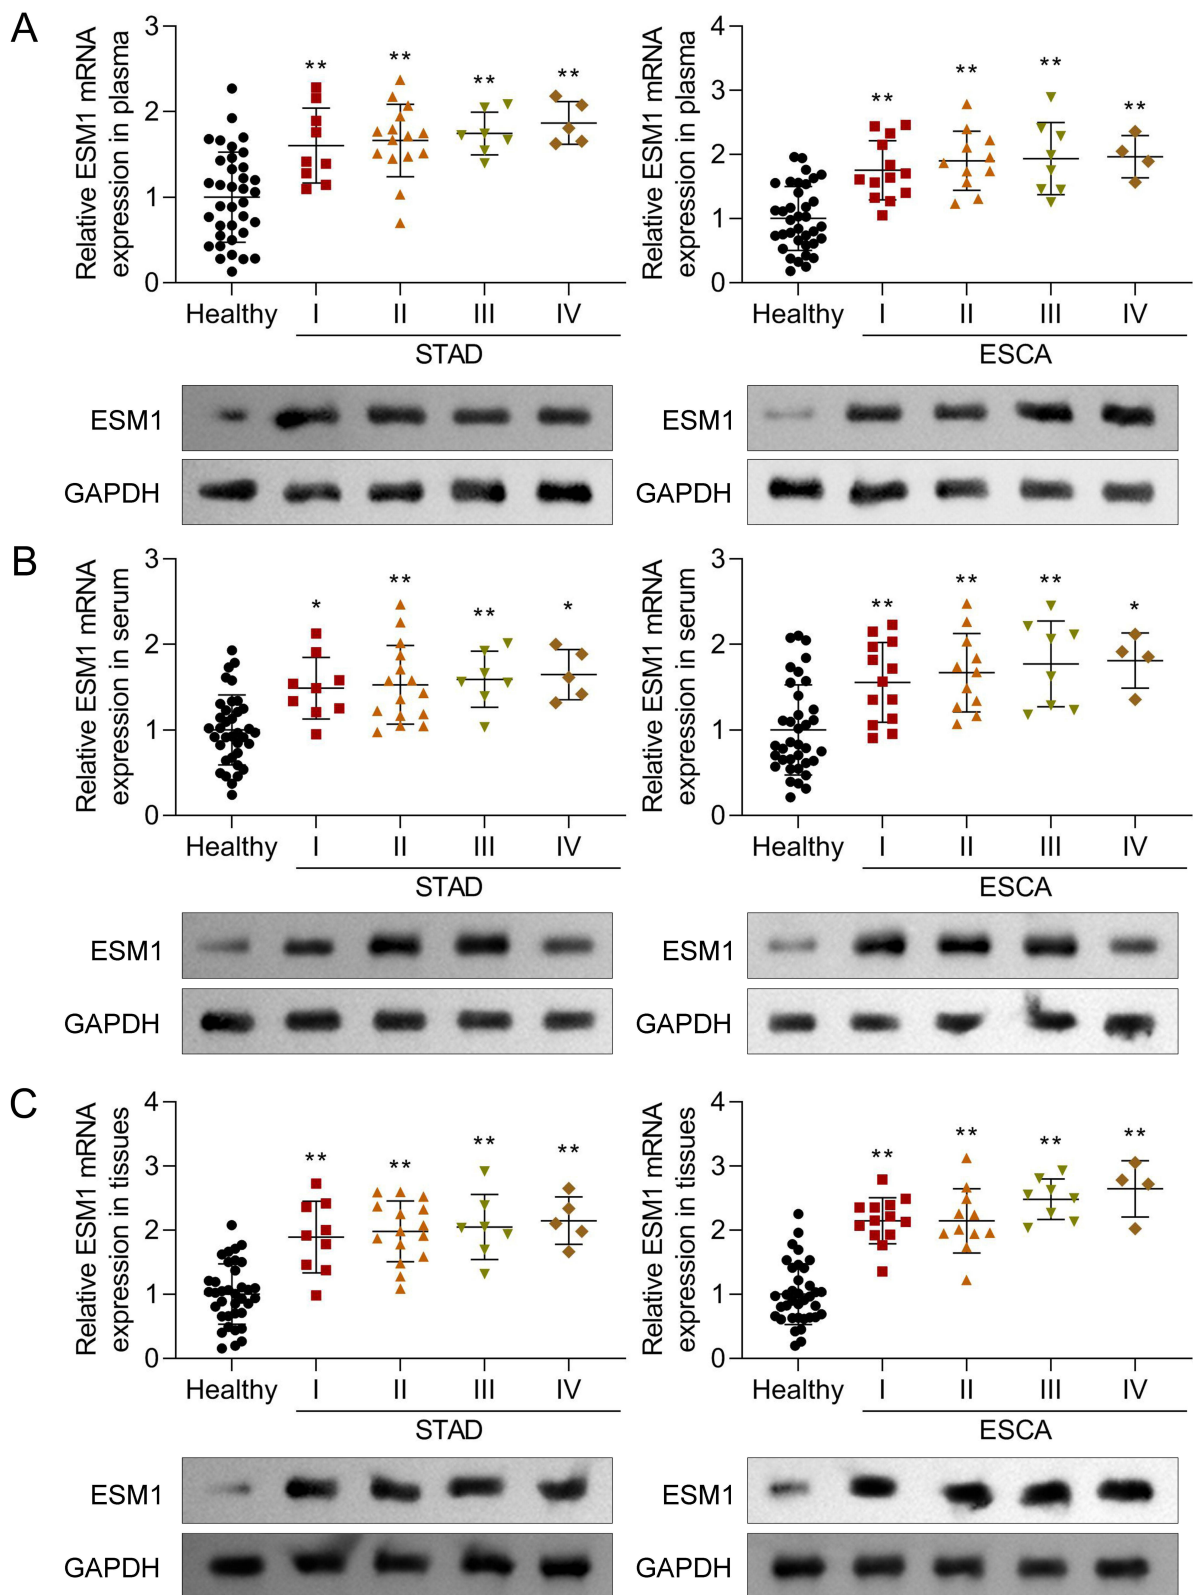 A
Relative ESM1 mRNA
expression in plasma
3
2
1
0
** ** ** **
Healthy I II III IV
STAD
Relative ESM1 mRNA
expression in plasma
4
3
2
1
0
** ** ** **
Healthy I II III IV
ESCA
ESM1
GAPDH
ESM1
GAPDH
B
Relative ESM1 mRNA
expression in serum
3
2
1
0
* ** ** *
Healthy I II III IV
STAD
Relative ESM1 mRNA
expression in serum
3
2
1
0
** ** ** *
Healthy I II III IV
ESCA
ESM1
GAPDH
ESM1
GAPDH
C
Relative ESM1 mRNA
expression in tissues
4
3
2
1
0
** ** ** **
Healthy I II III IV
STAD
Relative ESM1 mRNA
expression in tissues
4
3
2
1
0
** ** ** **
Healthy I II III IV
ESCA
ESM1
GAPDH
ESM1
GAPDH